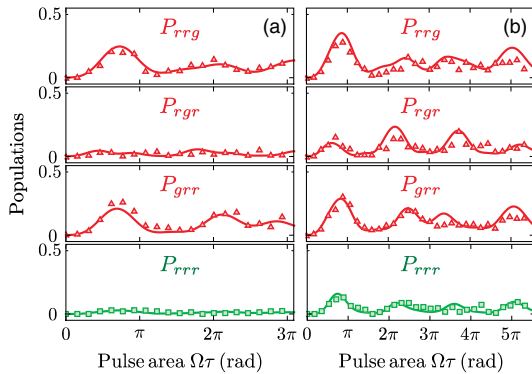 (a) (b)
P_rrg
0.5
0
P_rrg
P_rgr
0.5
0
P_rgr
P_grr
0.5
0
P_grr
P_rrr
0.5
0
P_rrr
Populations
0 π 2π 3π
0 π 2π 3π 4π 5π
Pulse area Ωτ (rad) Pulse area Ωτ (rad)